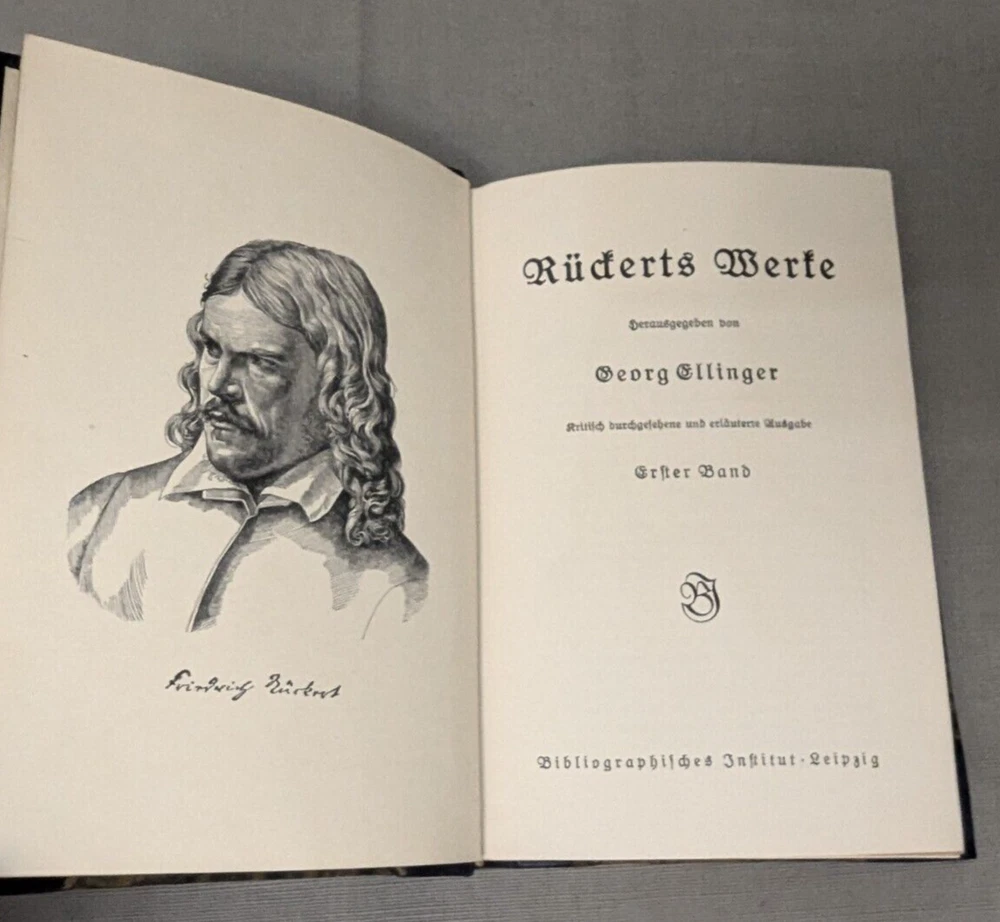 Friedrich Rückert
Rückerts Werke
Herausgegeben von
Georg Ellinger
Kritisch durchgesehene und erläuterte Ausgabe
Erster Band
BI
Bibliographisches Institut · Leipzig